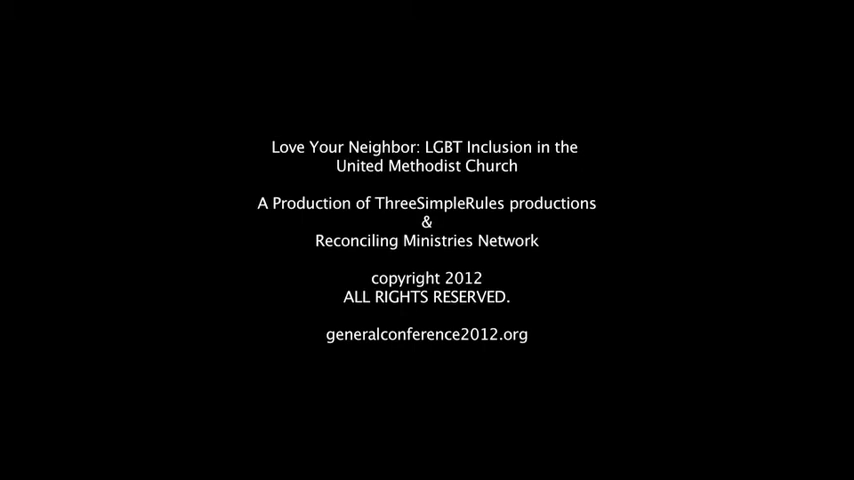 Love Your Neighbor: LGBT Inclusion in the
United Methodist Church
A Production of ThreeSimpleRules productions
&
Reconciling Ministries Network
copyright 2012
ALL RIGHTS RESERVED.
generalconference2012.org